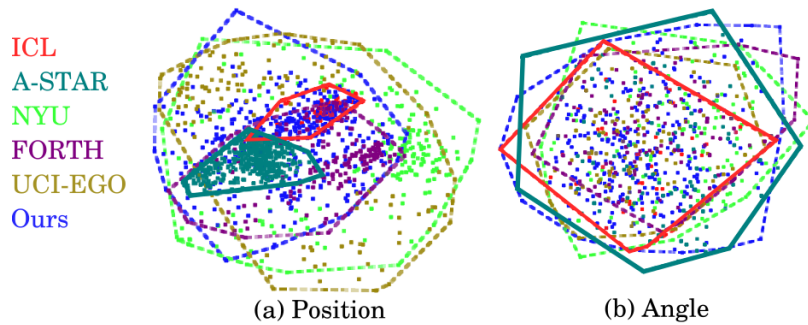 ICL
A-STAR
NYU
FORTH
UCI-EGO
Ours
(a) Position
(b) Angle